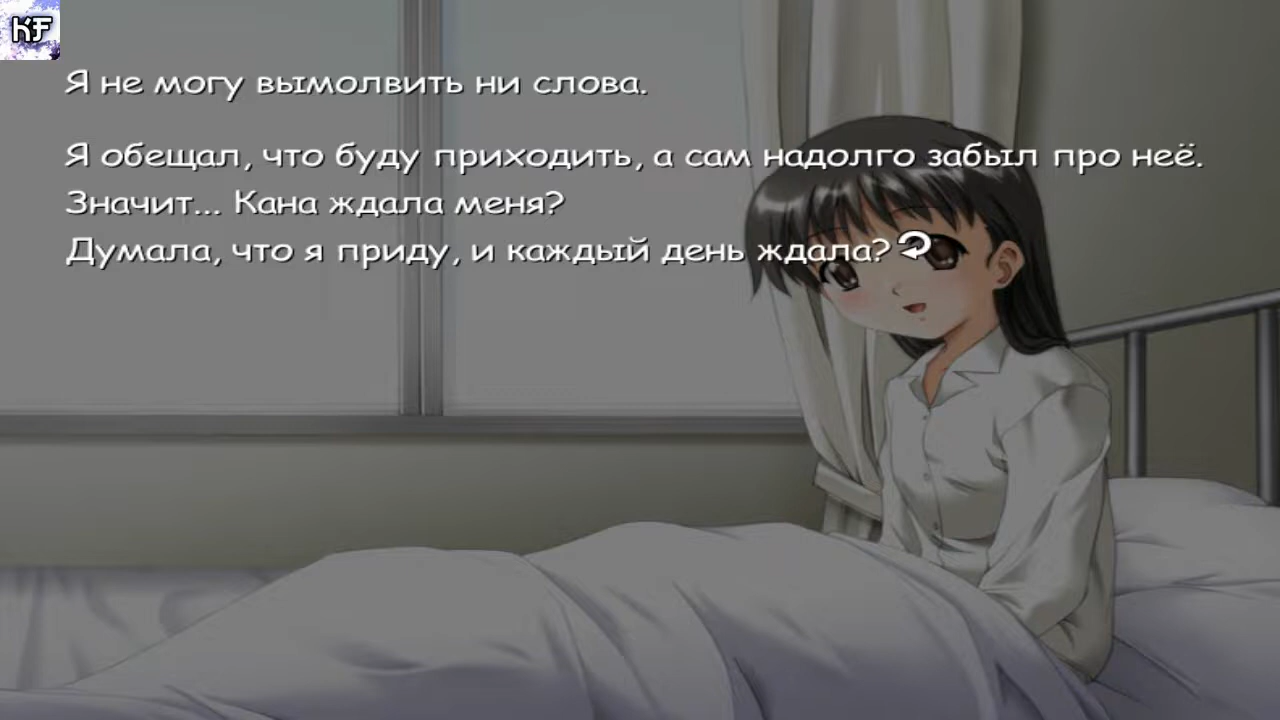 KF
Я не могу вымолвить ни слова.
Я обещал, что буду приходить, а сам надолго забыл про неё.
Значит... Кана ждала меня?
Думала, что я приду, и каждый день ждала?